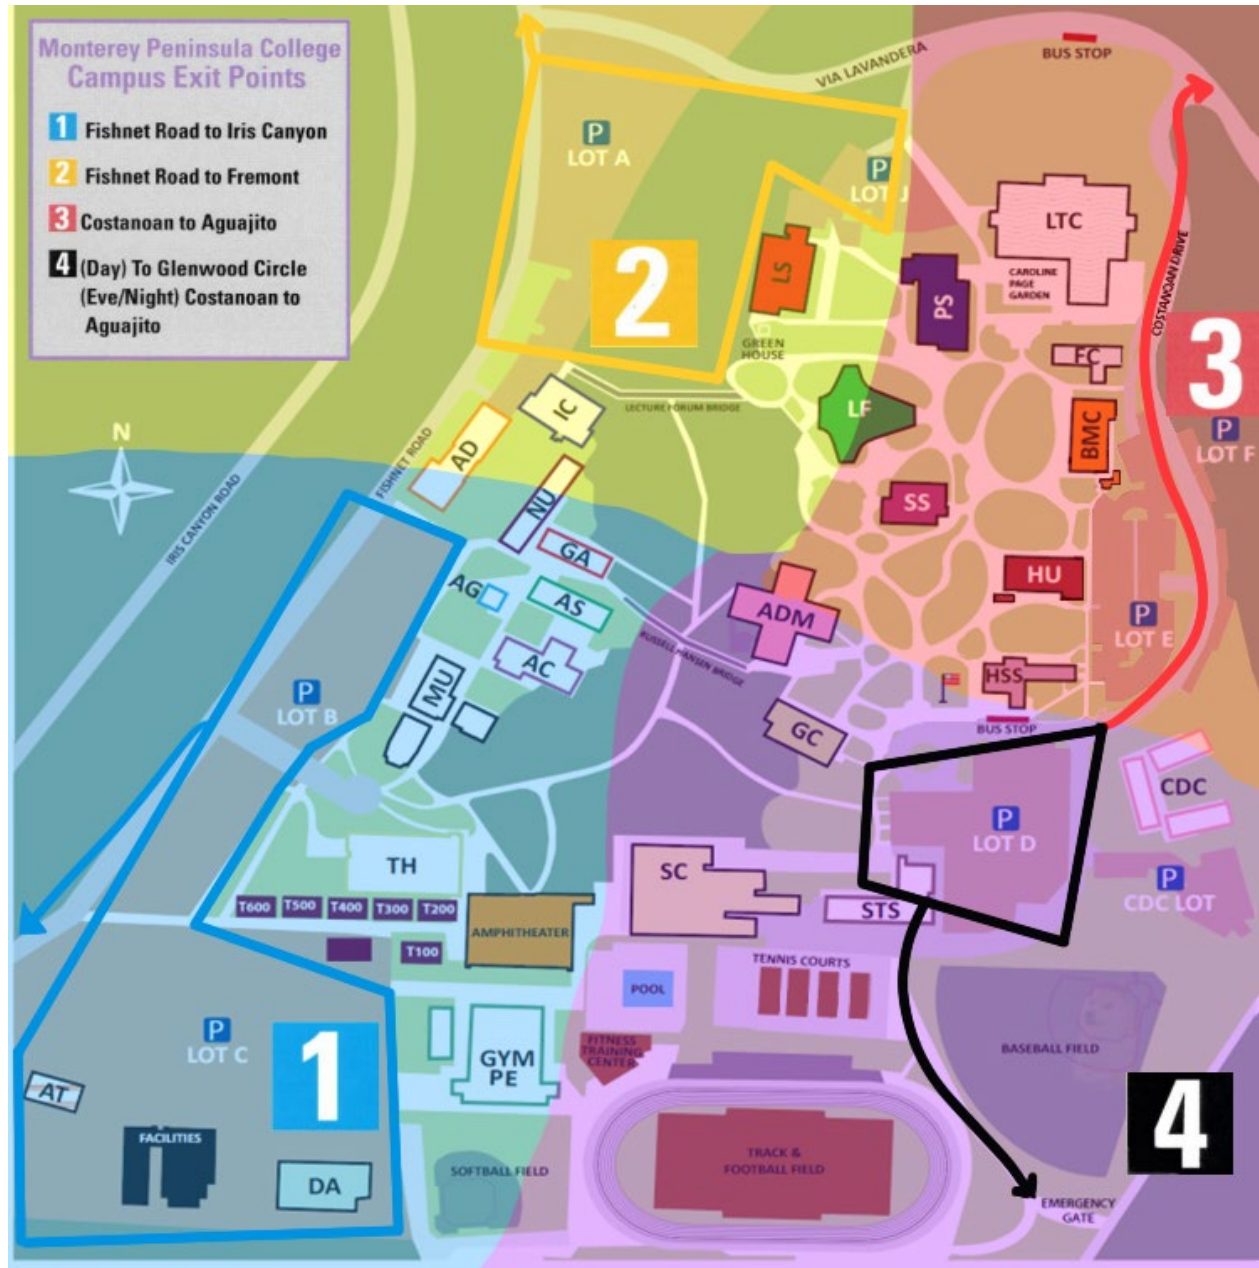 Monterey Peninsula College
Campus Exit Points
1 Fishnet Road to Iris Canyon
2 Fishnet Road to Fremont
3 Costanoan to Aguajito
4 (Day) To Glenwood Circle
(Eve/Night) Costanoan to
Aguajito
BUS STOP
VIA LAVANDERA
P
LOT A
P
LOT J
LTC
2
LS
PS
CAROLINE
PAGE
GARDEN
COSTANOAN DRIVE
3
GREEN
HOUSE
FC
LECTURE FORUM BRIDGE
IC
LF
BMC
P
LOT F
N
AD
FISHNET ROAD
IRIS CANYON ROAD
NU
SS
GA
HU
AG
AS
ADM
P
LOT E
RUSSELL HANSEN BRIDGE
AC
MU
HSS
P
LOT B
GC
BUS STOP
CDC
P
LOT D
TH
SC
P
CDC LOT
T600
T500
T400
T300
T200
STS
AMPHITHEATER
T100
TENNIS COURTS
POOL
P
LOT C
1
GYM
PE
FITNESS
TRAINING
CENTER
BASEBALL FIELD
AT
4
FACILITIES
DA
SOFTBALL FIELD
TRACK &
FOOTBALL FIELD
EMERGENCY
GATE